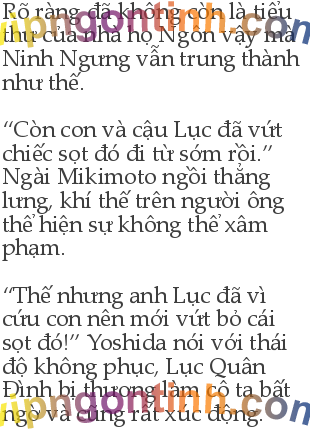 Rõ ràng đã không còn là tiểu
thư của nhà họ Ngôn vậy mà
Ninh Ngưng vẫn trung thành
như thế.
“Còn con và cậu Lục đã vứt
chiếc sọt đó đi từ sớm rồi.”
Ngài Mikimoto ngồi thẳng
lưng, khí thế trên người ông
thể hiện sự không thể xâm
phạm.
“Thế nhưng anh Lục đã vì
cứu con nên mới vứt bỏ cái
sọt đó!” Yoshida nói với thái
độ không phục, Lục Quân
Đình bị thương làm cô ta bất
ngờ và cũng rất xúc động.
vipngontinh.com
vipngontinh.com